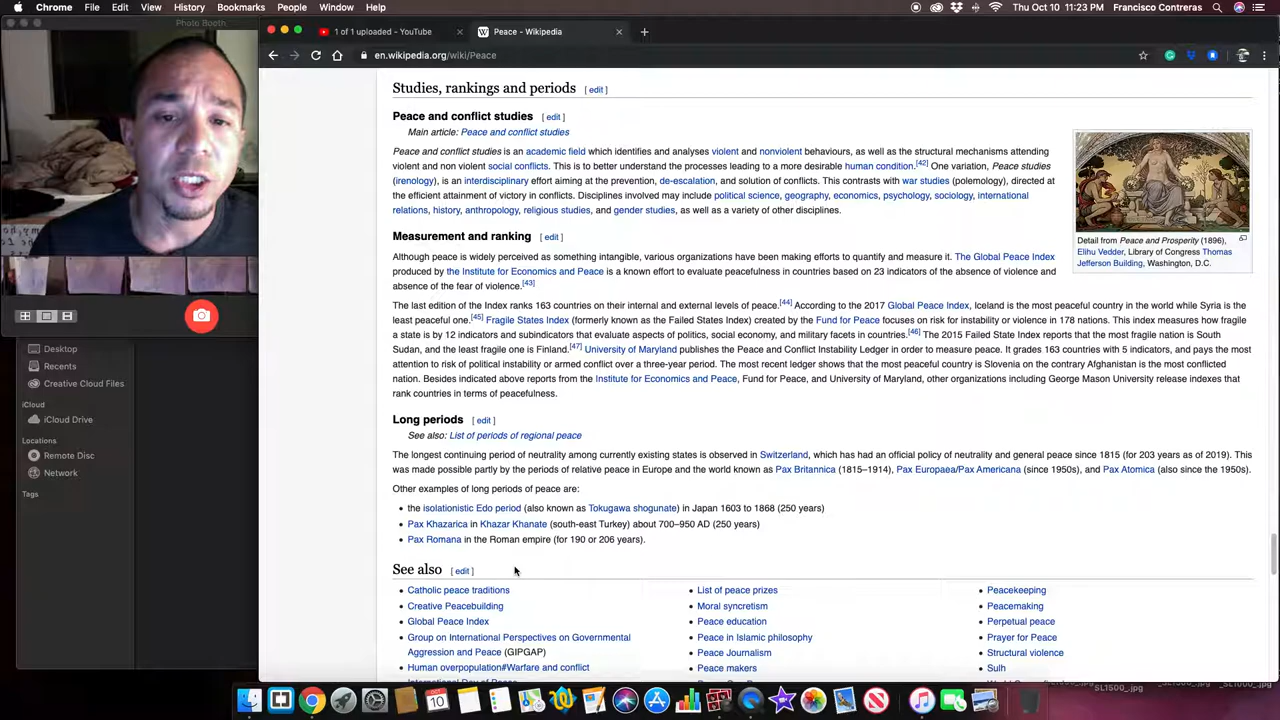 Chrome File Edit View History Bookmarks People Window Help
Thu Oct 10 11:23 PM Francisco Contreras
Photo Booth
1 of 1 uploaded - YouTube
Peace - Wikipedia
en.wikipedia.org/wiki/Peace
Desktop
Recents
Creative Cloud Files
iCloud
iCloud Drive
Locations
Remote Disc
Network
Tags
Studies, rankings and periods [ edit ]
Peace and conflict studies [ edit ]
Main article: Peace and conflict studies
Peace and conflict studies is an academic field which identifies and analyses violent and nonviolent behaviours, as well as the structural mechanisms attending
violent and non violent social conflicts. This is to better understand the processes leading to a more desirable human condition.[42] One variation, Peace studies
(irenology), is an interdisciplinary effort aiming at the prevention, de-escalation, and solution of conflicts. This contrasts with war studies (polemology), directed at
the efficient attainment of victory in conflicts. Disciplines involved may include political science, geography, economics, psychology, sociology, international
relations, history, anthropology, religious studies, and gender studies, as well as a variety of other disciplines.
Detail from Peace and Prosperity (1896),
Elihu Vedder, Library of Congress Thomas
Jefferson Building, Washington, D.C.
Measurement and ranking [ edit ]
Although peace is widely perceived as something intangible, various organizations have been making efforts to quantify and measure it. The Global Peace Index
produced by the Institute for Economics and Peace is a known effort to evaluate peacefulness in countries based on 23 indicators of the absence of violence and
absence of the fear of violence.[43]
The last edition of the Index ranks 163 countries on their internal and external levels of peace.[44] According to the 2017 Global Peace Index, Iceland is the most peaceful country in the world while Syria is the
least peaceful one.[45] Fragile States Index (formerly known as the Failed States Index) created by the Fund for Peace focuses on risk for instability or violence in 178 nations. This index measures how fragile
a state is by 12 indicators and subindicators that evaluate aspects of politics, social economy, and military facets in countries.[46] The 2015 Failed State Index reports that the most fragile nation is South
Sudan, and the least fragile one is Finland.[47] University of Maryland publishes the Peace and Conflict Instability Ledger in order to measure peace. It grades 163 countries with 5 indicators, and pays the most
attention to risk of political instability or armed conflict over a three-year period. The most recent ledger shows that the most peaceful country is Slovenia on the contrary Afghanistan is the most conflicted
nation. Besides indicated above reports from the Institute for Economics and Peace, Fund for Peace, and University of Maryland, other organizations including George Mason University release indexes that
rank countries in terms of peacefulness.
Long periods [ edit ]
See also: List of periods of regional peace
The longest continuing period of neutrality among currently existing states is observed in Switzerland, which has had an official policy of neutrality and general peace since 1815 (for 203 years as of 2019). This
was made possible partly by the periods of relative peace in Europe and the world known as Pax Britannica (1815–1914), Pax Europaea/Pax Americana (since 1950s), and Pax Atomica (also since the 1950s).
Other examples of long periods of peace are:
• the isolationistic Edo period (also known as Tokugawa shogunate) in Japan 1603 to 1868 (250 years)
• Pax Khazarica in Khazar Khanate (south-east Turkey) about 700–950 AD (250 years)
• Pax Romana in the Roman empire (for 190 or 206 years).
See also [ edit ]
• Catholic peace traditions
• Creative Peacebuilding
• Global Peace Index
• Group on International Perspectives on Governmental
Aggression and Peace (GIPGAP)
• Human overpopulation#Warfare and conflict
• List of peace prizes
• Moral syncretism
• Peace education
• Peace in Islamic philosophy
• Peace Journalism
• Peace makers
• Peacekeeping
• Peacemaking
• Perpetual peace
• Prayer for Peace
• Structural violence
• Sulh
SL1500_.jpg